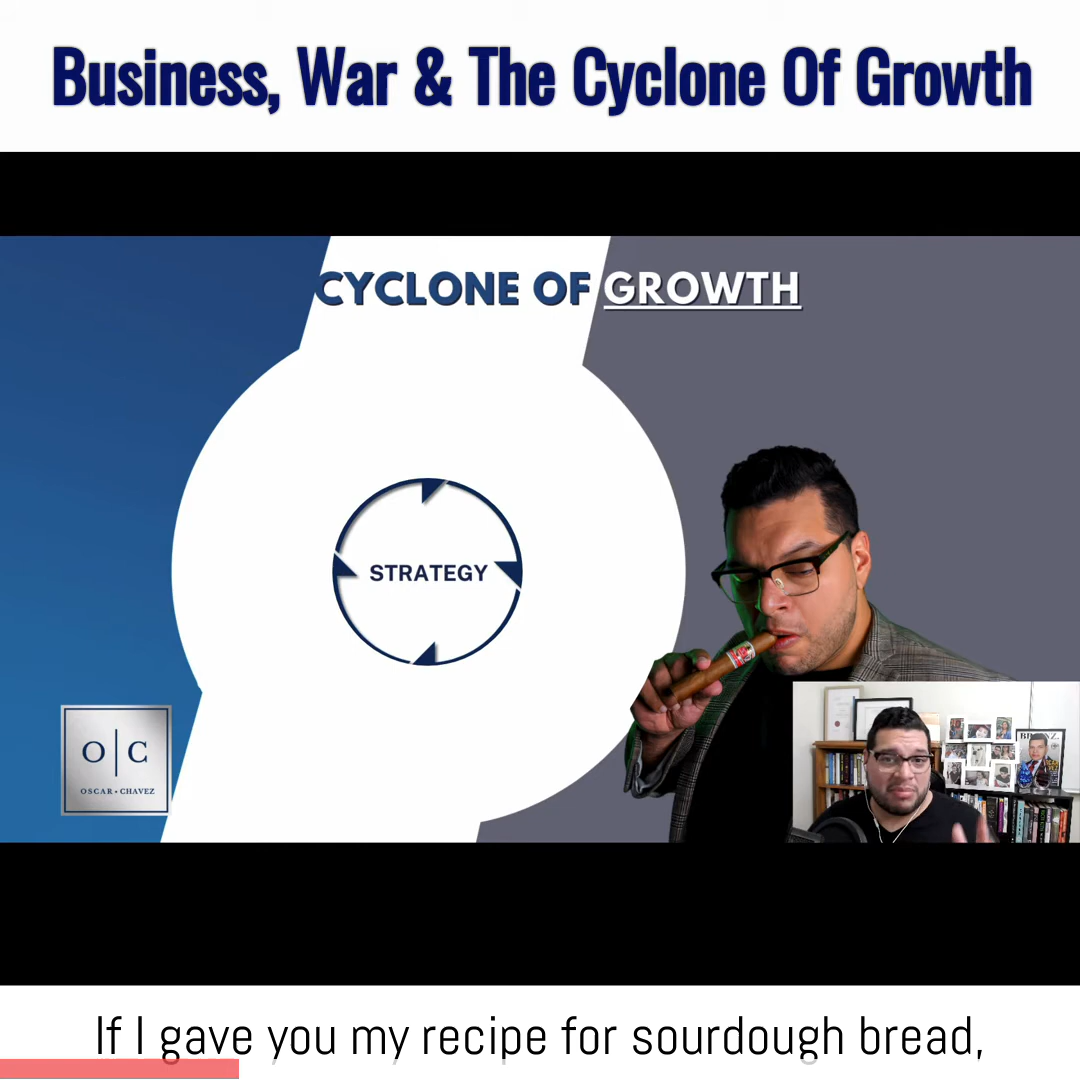 Business, War & The Cyclone Of Growth
CYCLONE OF GROWTH
STRATEGY
O|C
OSCAR • CHAVEZ
If I gave you my recipe for sourdough bread,